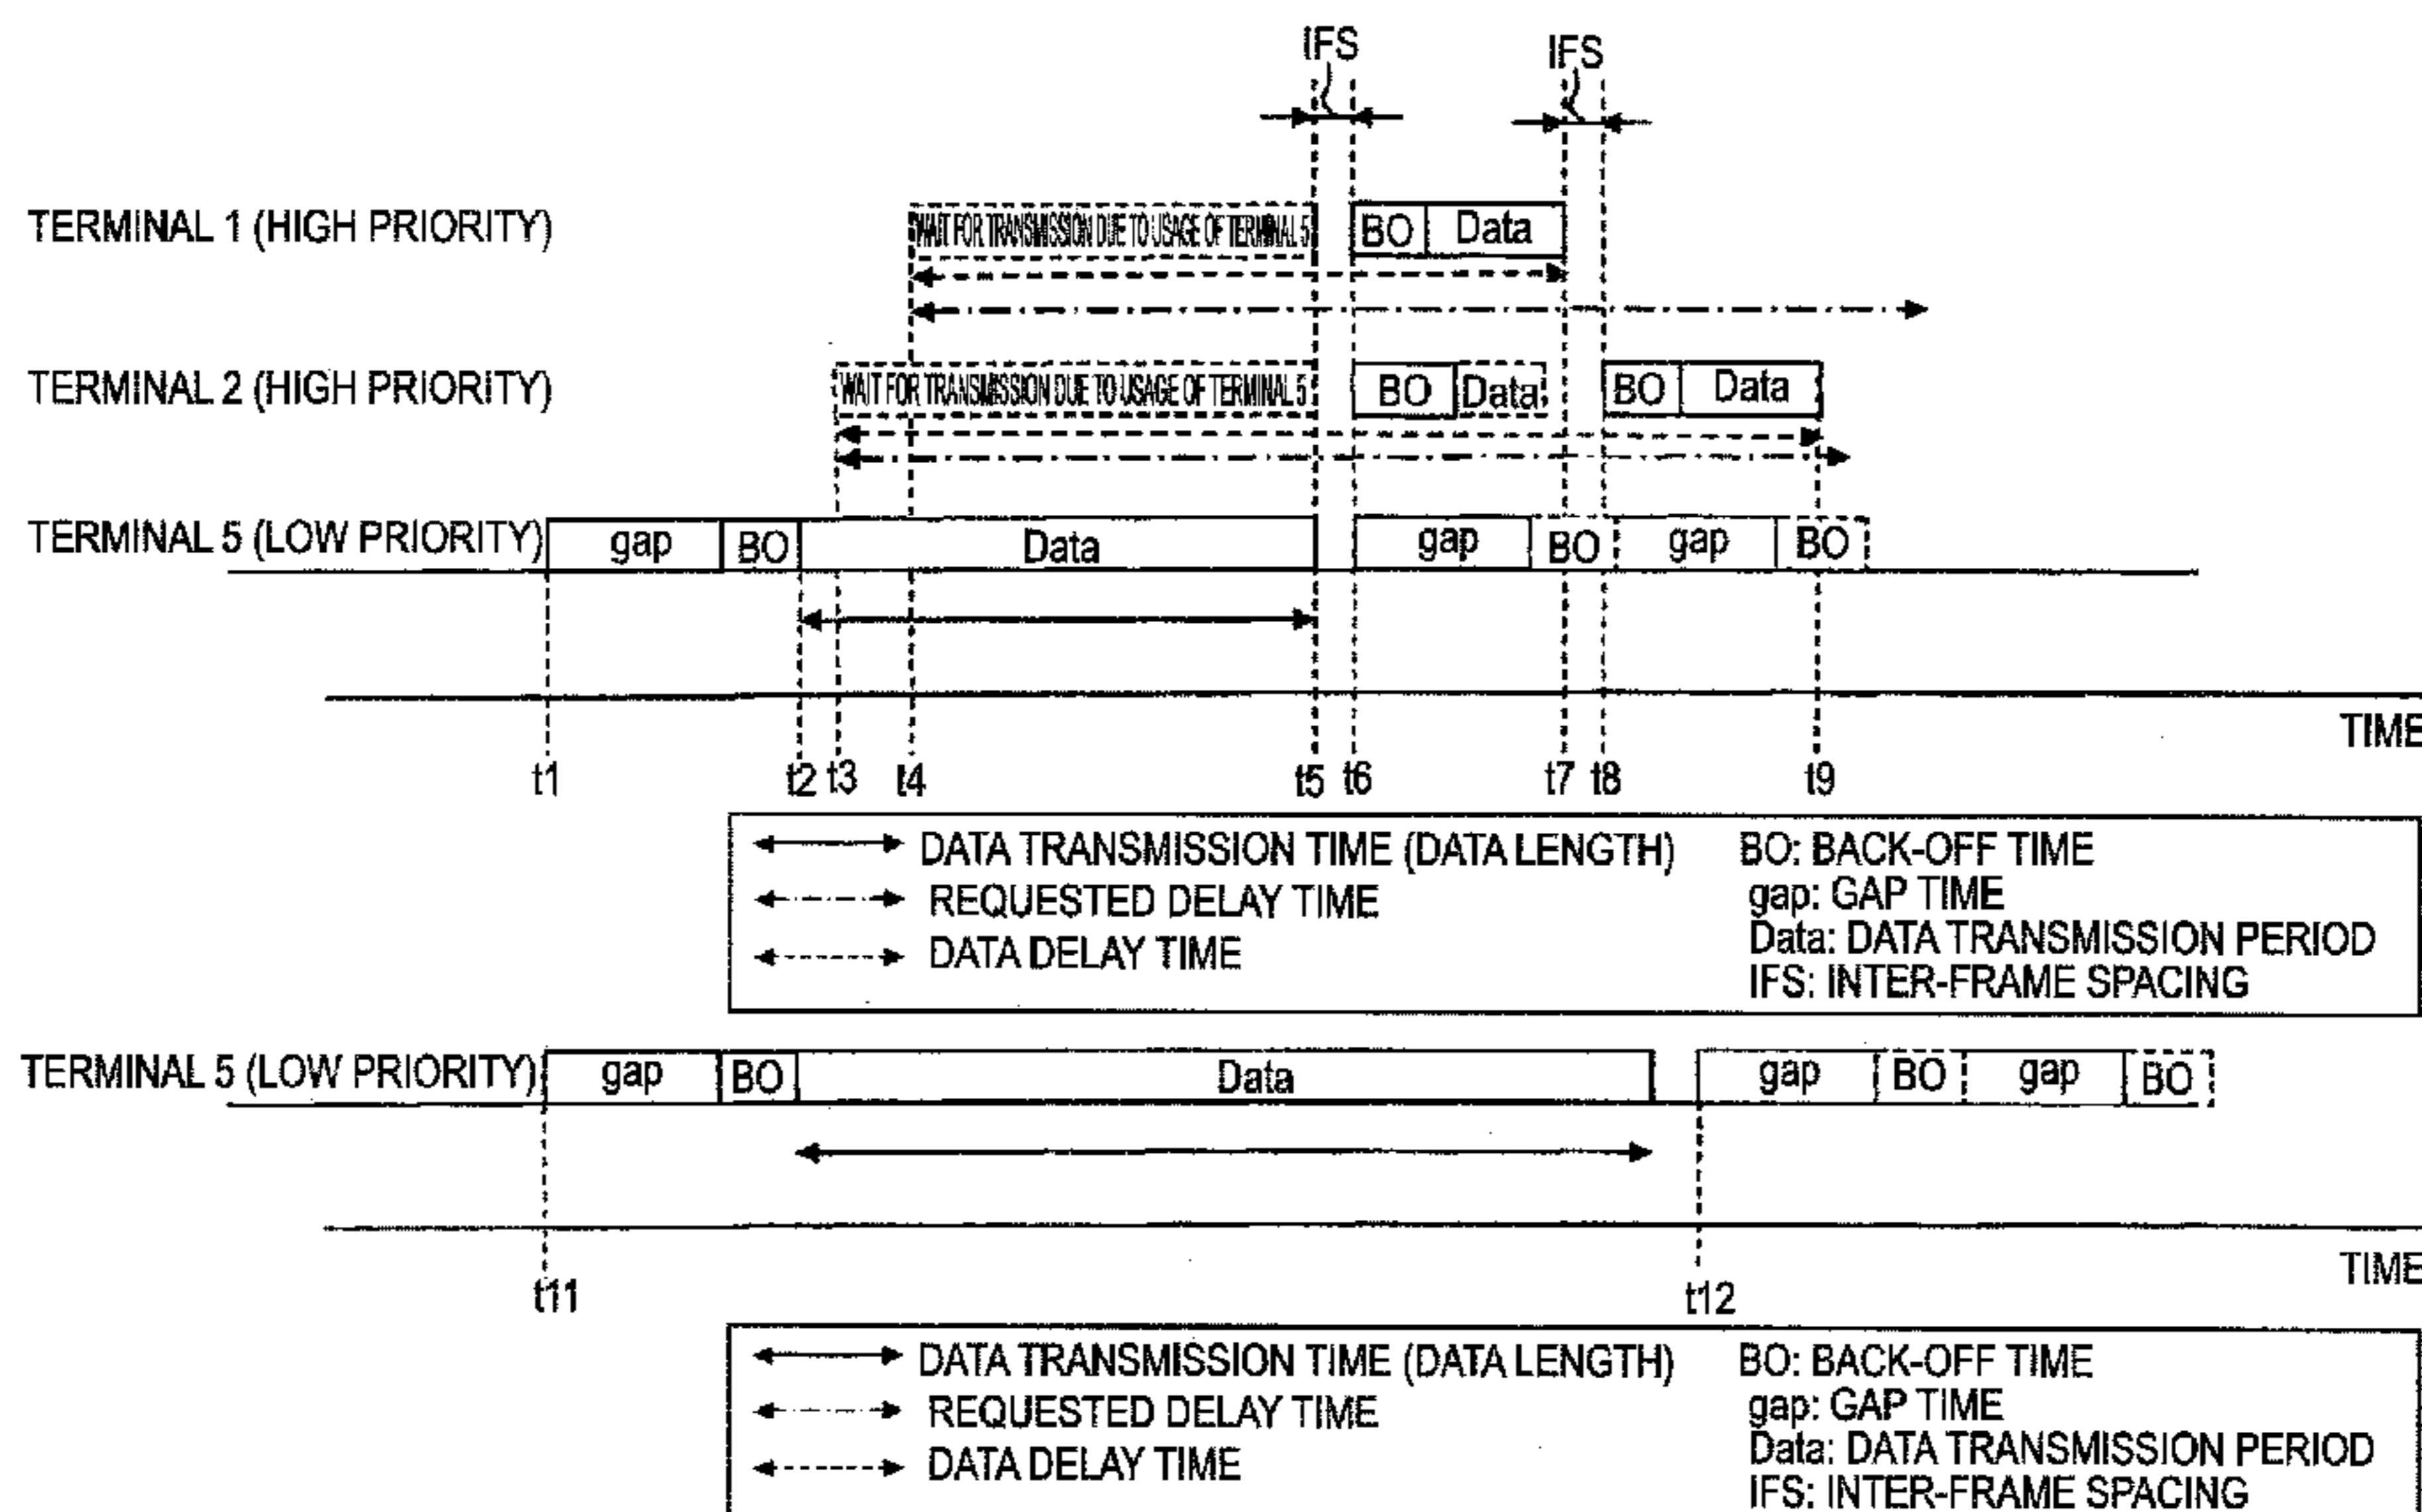 IFS IFS
TERMINAL 1 (HIGH PRIORITY) WAIT FOR TRANSMISSION DUE TO USAGE OF TERMINAL 5 BO Data
TERMINAL 2 (HIGH PRIORITY) WAIT FOR TRANSMISSION DUE TO USAGE OF TERMINAL 5 BO Data BO Data
TERMINAL 5 (LOW PRIORITY) gap BO Data gap BO gap BO
TIME
t1 t2 t3 t4 t5 t6 t7 t8 t9
DATA TRANSMISSION TIME (DATA LENGTH) BO: BACK-OFF TIME
REQUESTED DELAY TIME gap: GAP TIME
Data: DATA TRANSMISSION PERIOD
DATA DELAY TIME
IFS: INTER-FRAME SPACING
TERMINAL 5 (LOW PRIORITY) gap BO Data gap BO gap BO
TIME
t11 t12
DATA TRANSMISSION TIME (DATA LENGTH) BO: BACK-OFF TIME
REQUESTED DELAY TIME gap: GAP TIME
Data: DATA TRANSMISSION PERIOD
DATA DELAY TIME
IFS: INTER-FRAME SPACING